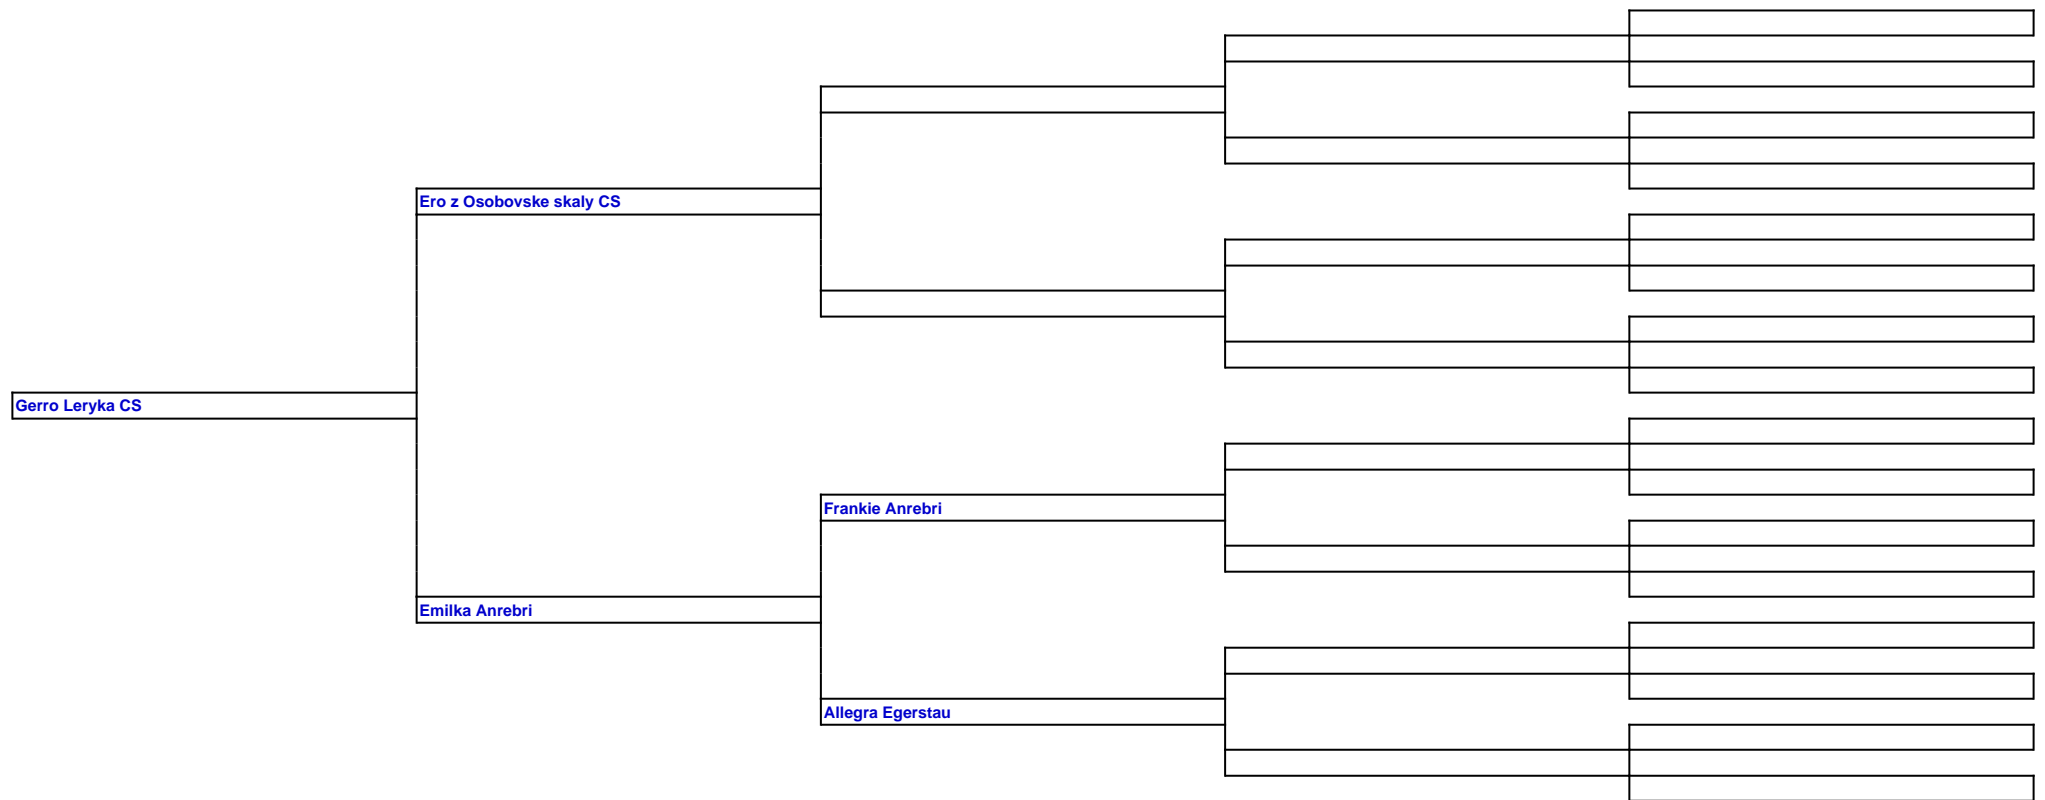 Ero z Osobovske skaly CS
Gerro Leryka CS
Frankie Anrebri
Emilka Anrebri
Allegra Egerstau